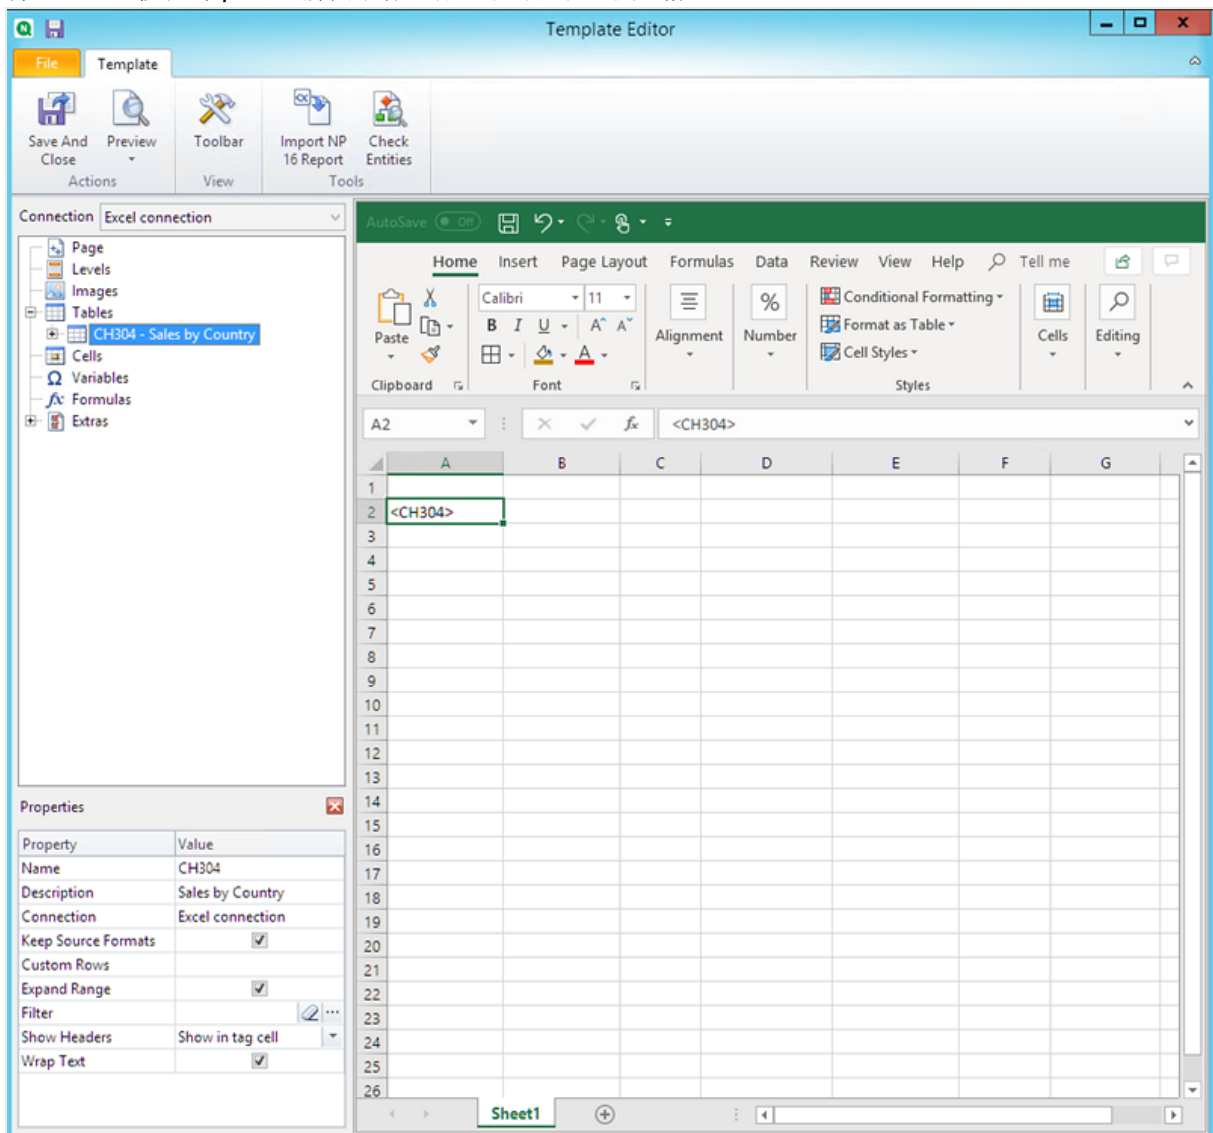 Template Editor
File Template
Save And Close
Preview
Toolbar
Import NP 16 Report
Check Entities
Actions
View
Tools
Connection Excel connection
Page
Levels
Images
Tables
CH304 - Sales by Country
Cells
Ω Variables
fx Formulas
Extras
AutoSave Off
Home Insert Page Layout Formulas Data Review View Help Tell me
Paste
Calibri 11
B I U A A
A
Alignment
% Number
Conditional Formatting
Format as Table
Cell Styles
Cells
Editing
Clipboard Font Styles
A2 fx <CH304>
A B C D E F G
1
2 <CH304>
3
4
5
6
7
8
9
10
11
12
13
14
15
16
17
18
19
20
21
22
23
24
25
26
Sheet1
Properties
Property Value
Name CH304
Description Sales by Country
Connection Excel connection
Keep Source Formats
Custom Rows
Expand Range
Filter ...
Show Headers Show in tag cell
Wrap Text